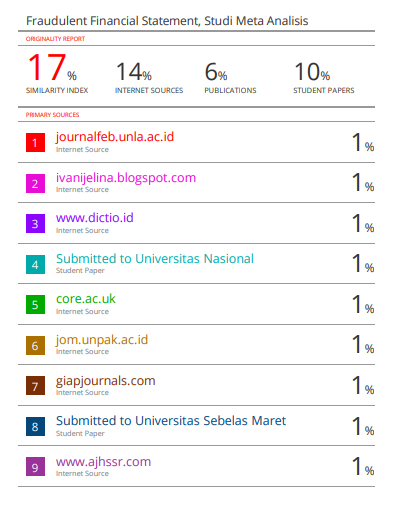 Fraudulent Financial Statement, Studi Meta Analisis
ORIGINALITY REPORT
17% 14% 6% 10%
SIMILARITY INDEX INTERNET SOURCES PUBLICATIONS STUDENT PAPERS
PRIMARY SOURCES
1 journalfeb.unla.ac.id 1%
Internet Source
2 ivanijelina.blogspot.com 1%
Internet Source
3 www.dictio.id 1%
Internet Source
4 Submitted to Universitas Nasional 1%
Student Paper
5 core.ac.uk 1%
Internet Source
6 jom.unpak.ac.id 1%
Internet Source
7 giapjournals.com 1%
Internet Source
8 Submitted to Universitas Sebelas Maret 1%
Student Paper
9 www.ajhssr.com 1%
Internet Source